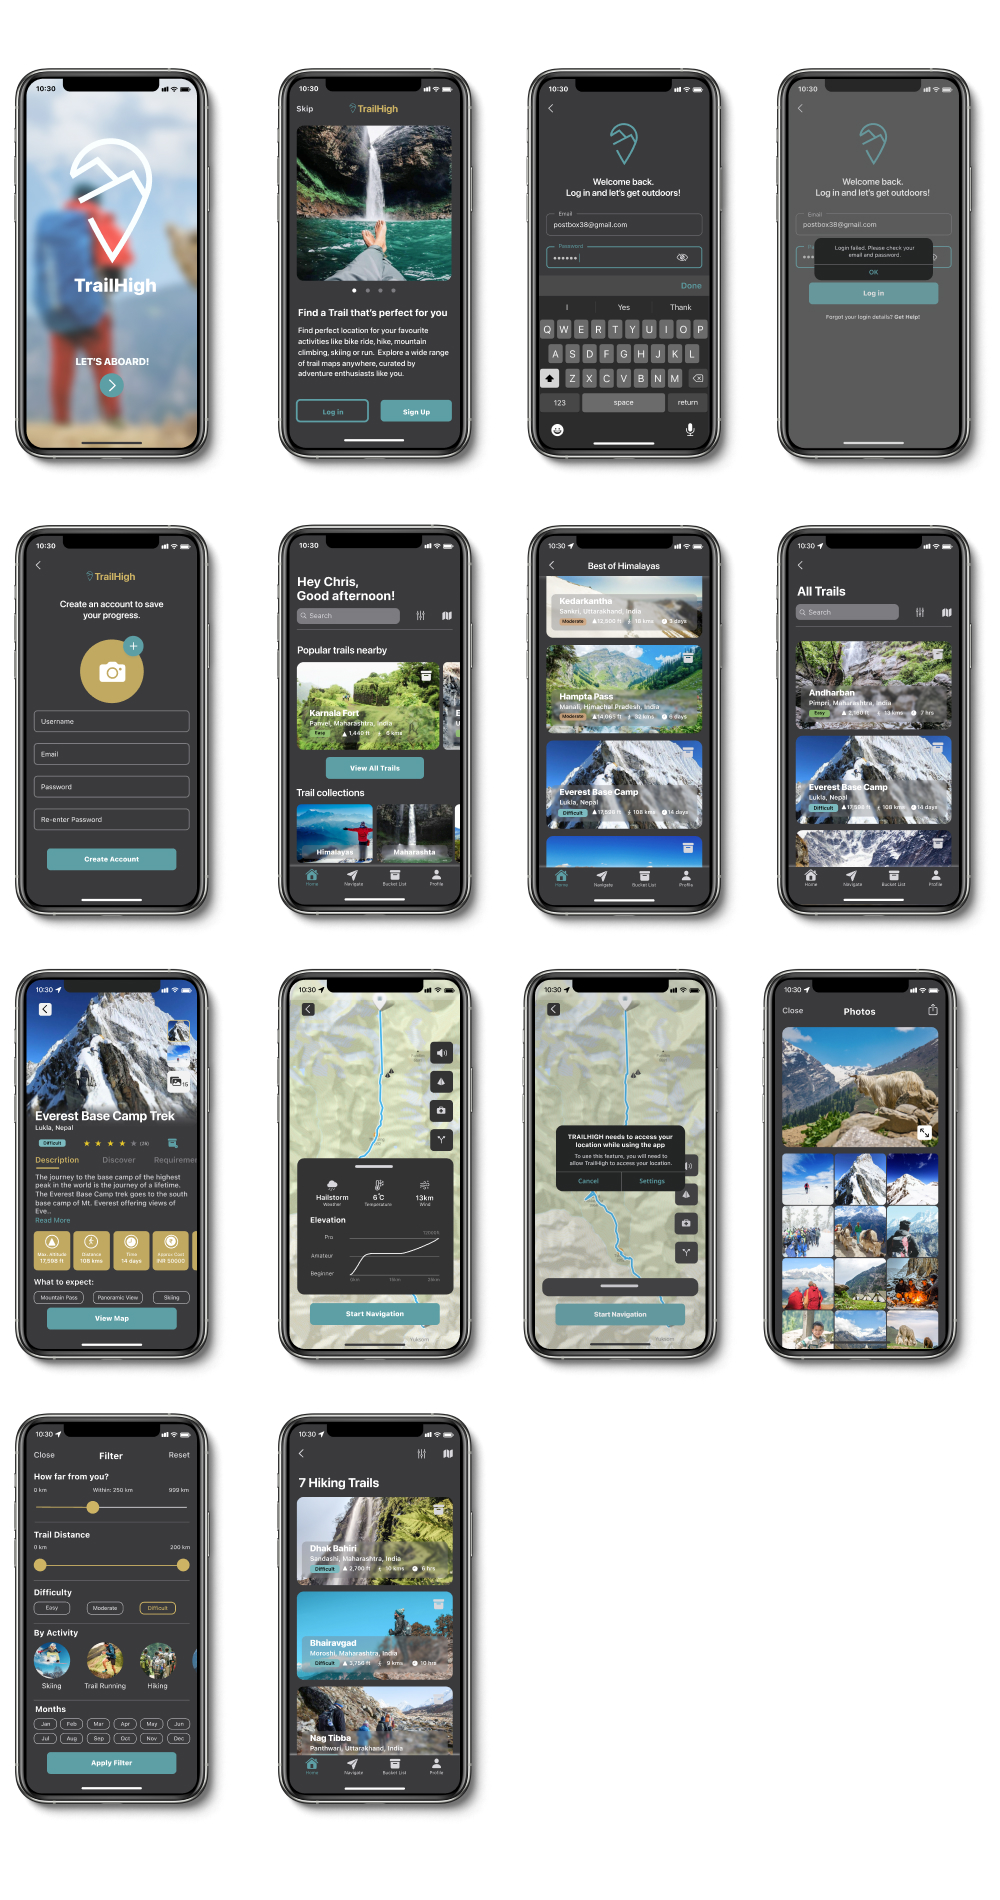 10:30
TrailHigh
LET'S ABOARD!
10:30
Skip
TrailHigh
Find a Trail that's perfect for you
Find perfect location for your favourite
activities like bike ride, hike, mountain
climbing, skiing or run. Explore a wide range
of trail maps anywhere, curated by
adventure enthusiasts like you.
Log in
Sign Up
10:30
Welcome back.
Log in and let's get outdoors!
Email
postbox38@gmail.com
Password
Done
I
Yes
Thank
Q W E R T Y U I O P
A S D F G H J K L
Z X C V B N M
123
space
return
10:30
Welcome back.
Log in and let's get outdoors!
Email
postbox38@gmail.com
Login failed. Please check your
email and password.
OK
Log in
Forgot your login details? Get Help!
10:30
TrailHigh
Create an account to save
your progress.
Username
Email
Password
Re-enter Password
Create Account
10:30
Hey Chris,
Good afternoon!
Search
Popular trails nearby
Karnala Fort
Panvel, Maharashtra, India
Easy
1,440 ft
6 kms
View All Trails
Trail collections
Himalayas
Maharashta
Home
Navigate
Bucket List
Profile
10:30
Best of Himalayas
Kedarkantha
Sankri, Uttarakhand, India
Moderate
12,500 ft
18 kms
3 days
Hampta Pass
Manali, Himachal Pradesh, India
Moderate
14,065 ft
82 kms
6 days
Everest Base Camp
Lukla, Nepal
Difficult
17,598 ft
108 kms
14 days
Home
Navigate
Bucket List
Profile
10:30
All Trails
Search
Andharban
Pimpri, Maharashtra, India
Easy
2,160 ft
13 kms
7 hrs
Everest Base Camp
Lukla, Nepal
Difficult
17,598 ft
108 kms
14 days
Home
Navigate
Bucket List
Profile
10:30
15
Everest Base Camp Trek
Lukla, Nepal
Difficult
(26)
Description
Discover
Requiremen
The journey to the base camp of the highest
peak in the world is the journey of a lifetime.
The Everest Base Camp trek goes to the south
base camp of Mt. Everest offering views of
Eve..
Read More
Max. Altitude
17,598 ft
Distance
108 kms
Time
14 days
Approx Cost
INR 50000
What to expect:
Mountain Pass
Panoramic View
Skiing
View Map
10:30
Hailstorm
Weather
6°C
Temperature
13km
Wind
Elevation
Pro
Amateur
Beginner
0km
15km
25km
Start Navigation
Yuksom
10:30
TRAILHIGH needs to access your
location while using the app
To use this feature, you will need to
allow TrailHigh to access your location.
Cancel
Settings
Start Navigation
Yuksom
10:30
Close
Photos
10:30
Close
Filter
Reset
How far from you?
0 km
Within: 250 km
999 km
Trail Distance
0 km
200 km
Difficulty
Easy
Moderate
Difficult
By Activity
Skiing
Trail Running
Hiking
Months
Jan
Feb
Mar
Apr
May
Jun
Jul
Aug
Sep
Oct
Nov
Dec
Apply Filter
10:30
7 Hiking Trails
Dhak Bahiri
Sandashi, Maharashtra, India
Difficult
2,700 ft
10 kms
6 hrs
Bhairavgad
Moroshi, Maharashtra, India
Difficult
3,750 ft
9 kms
10 hrs
Nag Tibba
Panthwari, Uttarakhand, India
Home
Navigate
Bucket List
Profile